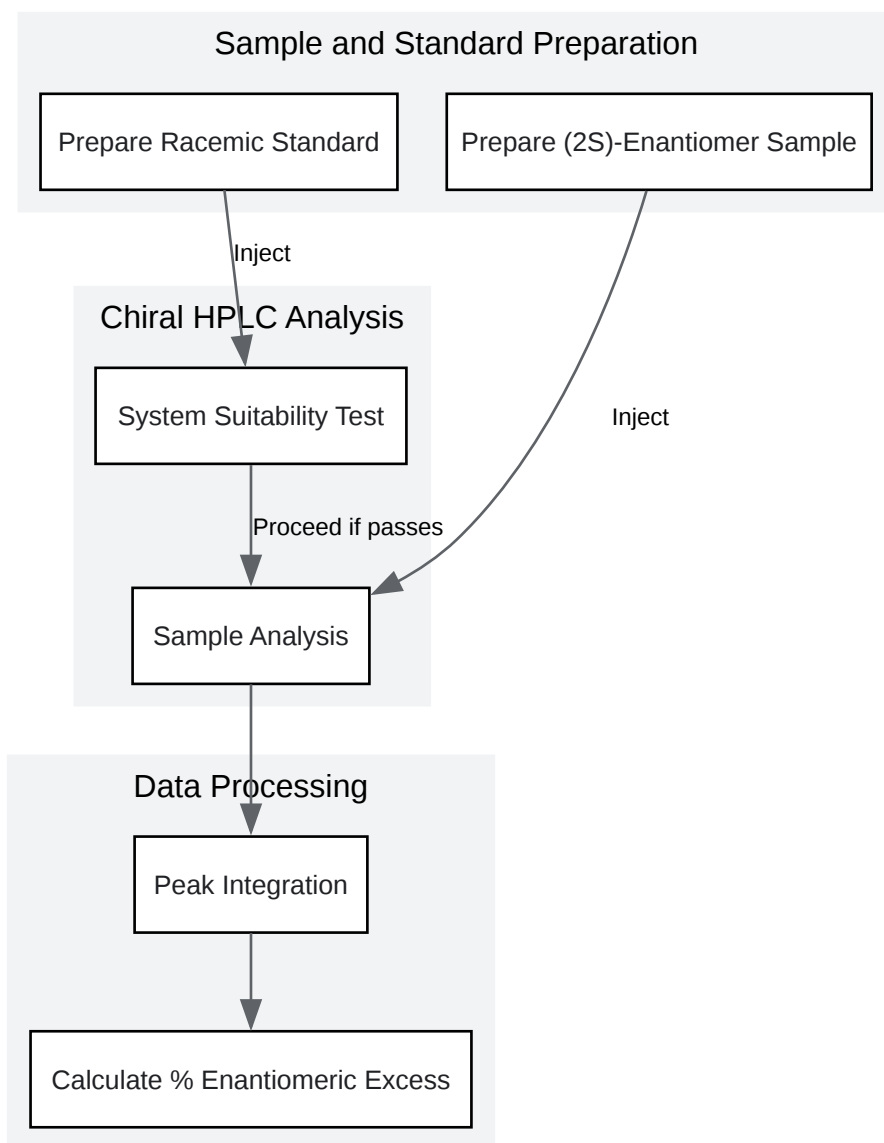 Sample and Standard Preparation
Prepare Racemic Standard
Prepare (2S)-Enantiomer Sample
Inject
Chiral HPLC Analysis
System Suitability Test
Inject
Proceed if passes
Sample Analysis
Data Processing
Peak Integration
Calculate % Enantiomeric Excess